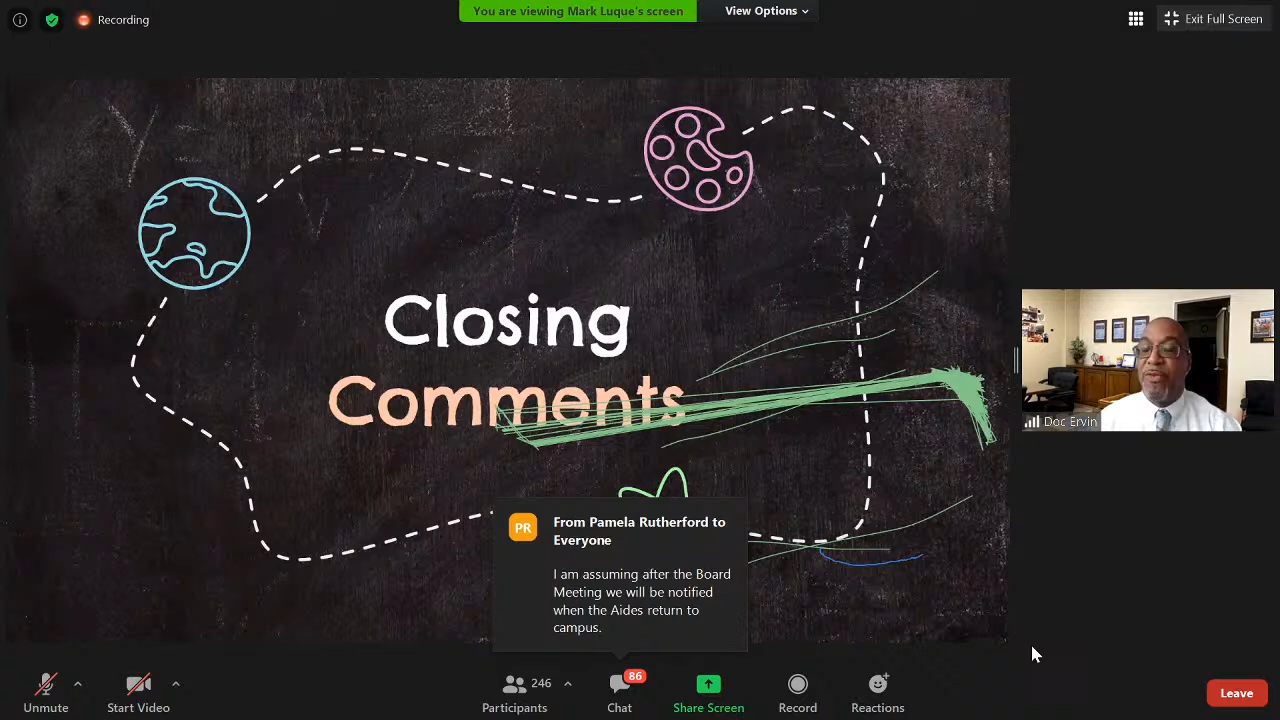 Recording
You are viewing Mark Luque's screen
View Options
Exit Full Screen
Closing
Comments
Doc Ervin
PR
From Pamela Rutherford to
Everyone
I am assuming after the Board
Meeting we will be notified
when the Aides return to
campus.
Unmute
Start Video
246
Participants
86
Chat
Share Screen
Record
Reactions
Leave